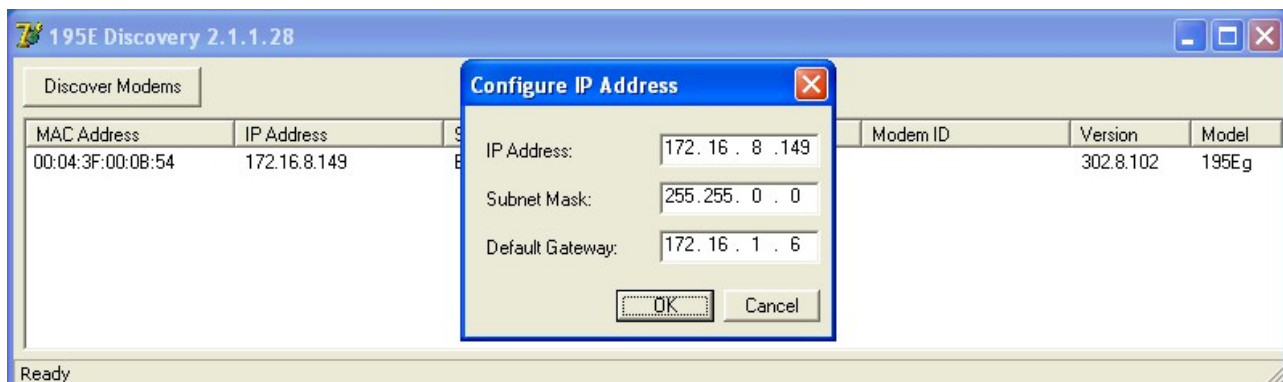 195E Discovery 2.1.1.28
Discover Modems
MAC Address IP Address Modem ID Version Model
00:04:3F:00:0B:54 172.16.8.149 302.8.102 195Eg
Configure IP Address
IP Address: 172. 16 . 8 .149
Subnet Mask: 255.255. 0 . 0
Default Gateway: 172. 16 . 1 . 6
OK Cancel
Ready